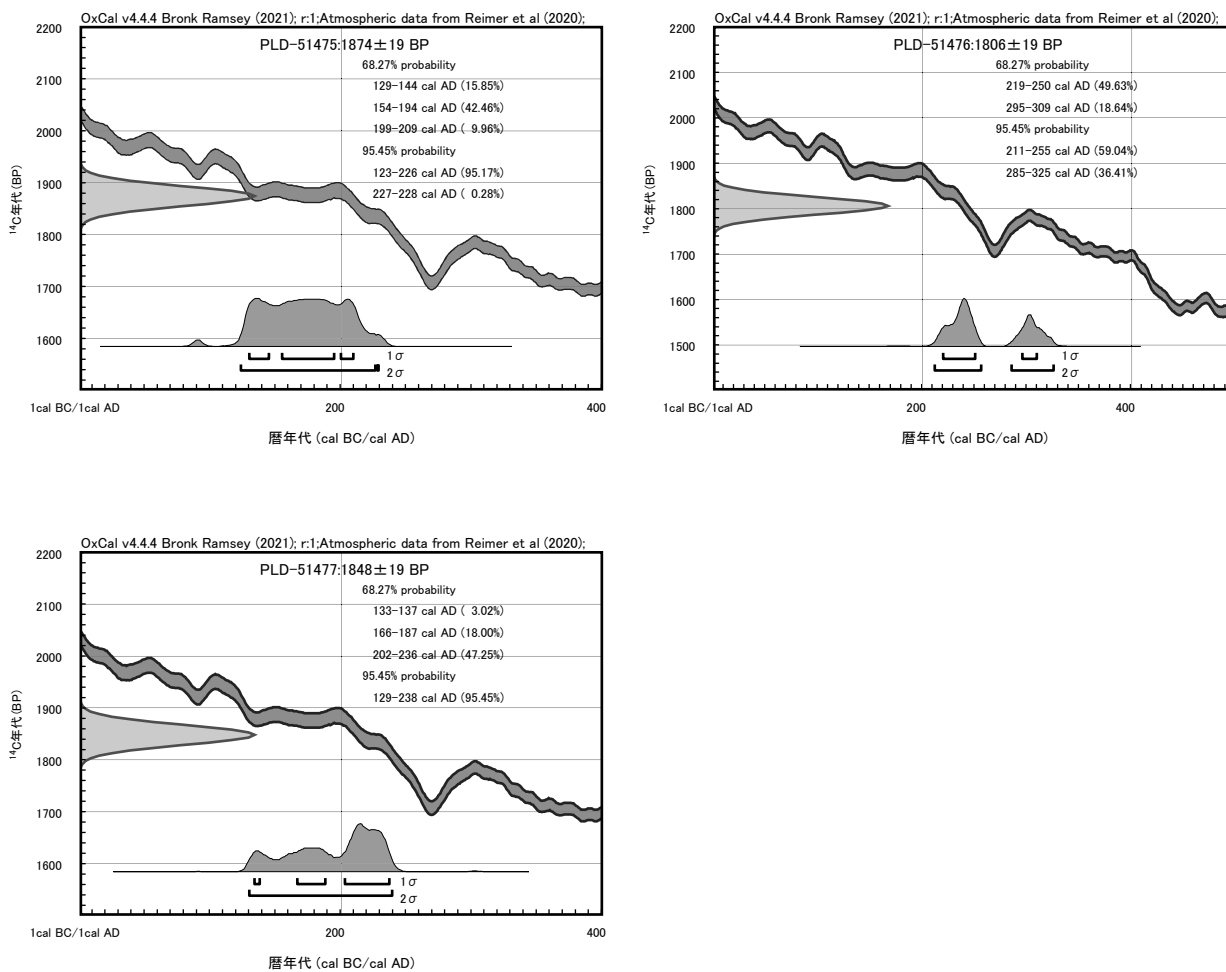 OxCal v4.4.4 Bronk Ramsey (2021); r:1;Atmospheric data from Reimer et al (2020);
PLD-51475:1874±19 BP
68.27% probability
129-144 cal AD (15.85%)
154-194 cal AD (42.46%)
199-209 cal AD ( 9.96%)
95.45% probability
123-226 cal AD (95.17%)
227-228 cal AD ( 0.28%)
2200
2100
2000
1900
1800
1700
1600
14C年代(BP)
1σ
2σ
1cal BC/1cal AD 200 400
暦年代 (cal BC/cal AD)
OxCal v4.4.4 Bronk Ramsey (2021); r:1;Atmospheric data from Reimer et al (2020);
PLD-51476:1806±19 BP
68.27% probability
219-250 cal AD (49.63%)
295-309 cal AD (18.64%)
95.45% probability
211-255 cal AD (59.04%)
285-325 cal AD (36.41%)
2200
2100
2000
1900
1800
1700
1600
1500
14C年代(BP)
1σ
2σ
1cal BC/1cal AD 200 400
暦年代 (cal BC/cal AD)
OxCal v4.4.4 Bronk Ramsey (2021); r:1;Atmospheric data from Reimer et al (2020);
PLD-51477:1848±19 BP
68.27% probability
133-137 cal AD ( 3.02%)
166-187 cal AD (18.00%)
202-236 cal AD (47.25%)
95.45% probability
129-238 cal AD (95.45%)
2200
2100
2000
1900
1800
1700
1600
14C年代(BP)
1σ
2σ
1cal BC/1cal AD 200 400
暦年代 (cal BC/cal AD)